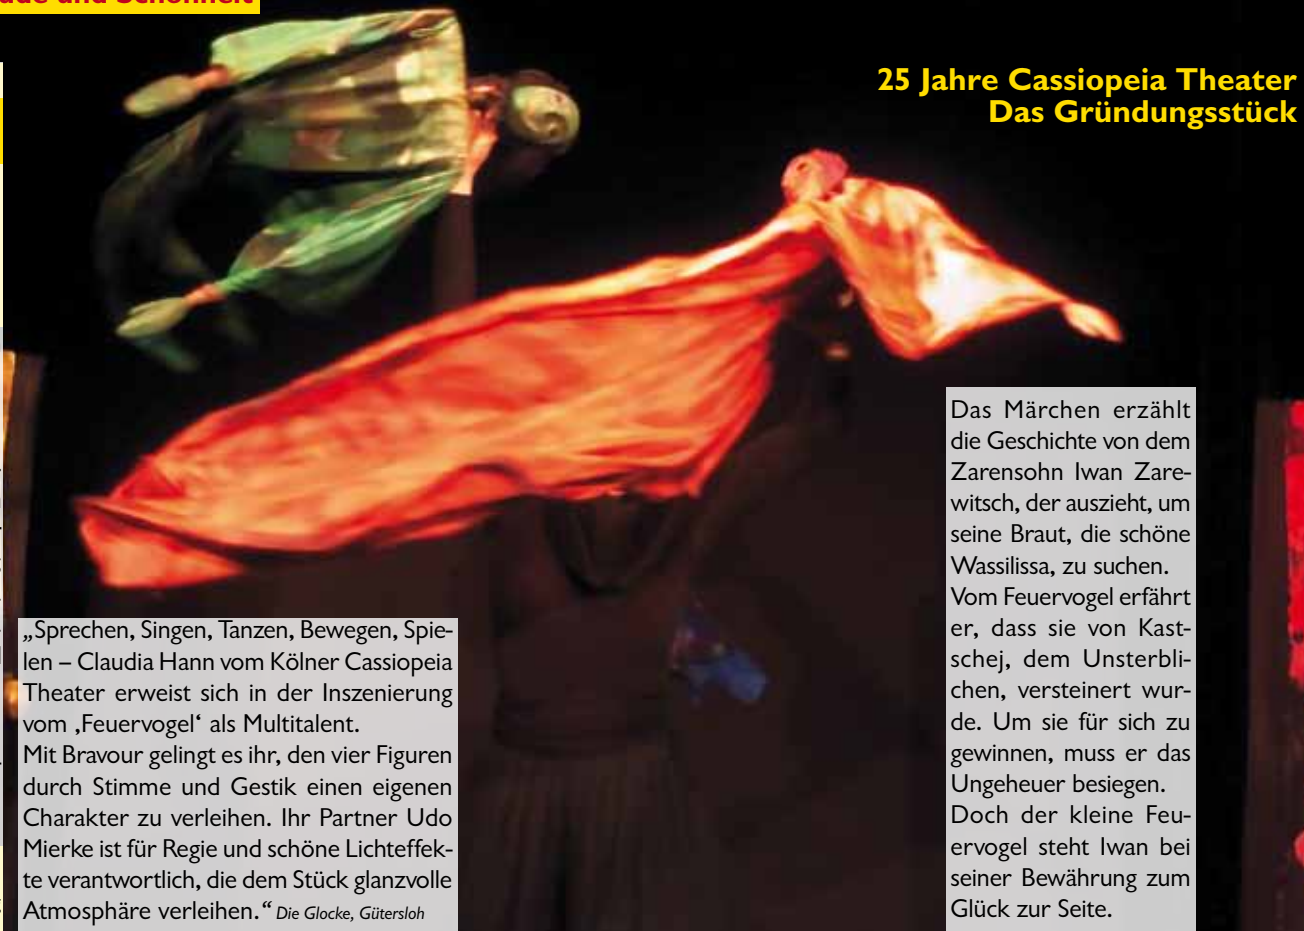 und Schönheit
25 Jahre Cassiopeia Theater
Das Gründungsstück
„Sprechen, Singen, Tanzen, Bewegen, Spie-
len – Claudia Hann vom Kölner Cassiopeia
Theater erweist sich in der Inszenierung
vom ‚Feuervogel‘ als Multitalent.
Mit Bravour gelingt es ihr, den vier Figuren
durch Stimme und Gestik einen eigenen
Charakter zu verleihen. Ihr Partner Udo
Mierke ist für Regie und schöne Lichteffek-
te verantwortlich, die dem Stück glanzvolle
Atmosphäre verleihen.“ Die Glocke, Gütersloh
Das Märchen erzählt
die Geschichte von dem
Zarensohn Iwan Zare-
witsch, der auszieht, um
seine Braut, die schöne
Wassilissa, zu suchen.
Vom Feuervogel erfährt
er, dass sie von Kast-
schej, dem Unsterbli-
chen, versteinert wur-
de. Um sie für sich zu
gewinnen, muss er das
Ungeheuer besiegen.
Doch der kleine Feu-
ervogel steht Iwan bei
seiner Bewährung zum
Glück zur Seite.